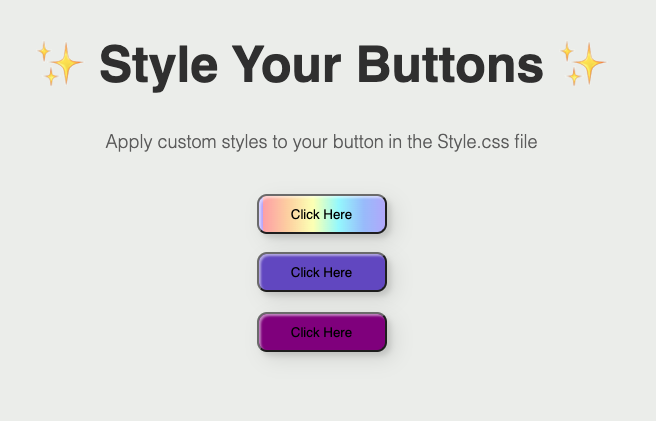 ✨ Style Your Buttons ✨
Apply custom styles to your button in the Style.css file
Click Here
Click Here
Click Here